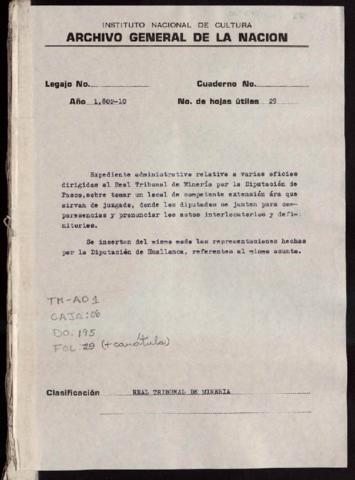 INSTITUTO NACIONAL DE CULTURA
ARCHIVO GENERAL DE LA NACION
Legajo No. Cuaderno No.
Año 1,809-10 No. de hojas útiles 29
Expediente administrativo relativo a varios oficios
dirigidos al Real Tribunal de Minería por la Diputación de
Pasco, sobre tomar un local de competente extensión ára que
sirvan de juzgado, donde los diputados se junten para com-
parescencias y pronunciar los autos interlocutorios y defi-
nitorios.
Se insertan del mismo modo las representaciones hechas
por la Diputación de Huallanca, referentes al mismo asunto.
TM-AO1
CAJA:06
DO:195
FOL:29 (+ carátula)
Clasificación REAL TRIBUNAL DE MINERIA